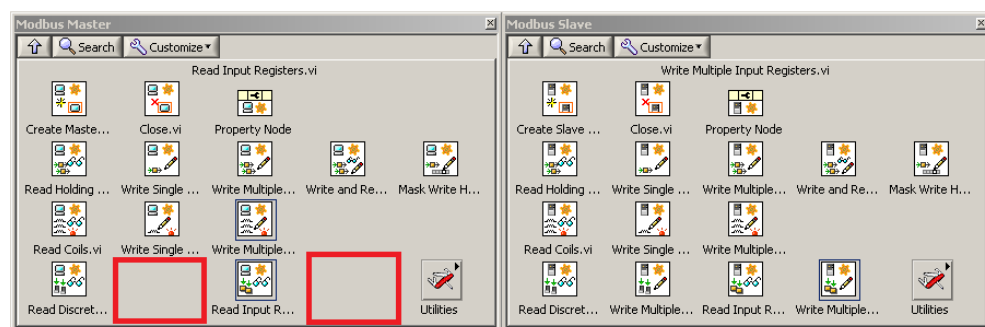 Modbus Master
Search Customize
Read Input Registers.vi
Create Maste... Close.vi Property Node
Read Holding ... Write Single ... Write Multiple... Write and Re... Mask Write H...
Read Coils.vi Write Single ... Write Multiple...
Read Discret... Read Input R... Utilities
Modbus Slave
Search Customize
Write Multiple Input Registers.vi
Create Slave ... Close.vi Property Node
Read Holding ... Write Single ... Write Multiple... Write and Re... Mask Write H...
Read Coils.vi Write Single ... Write Multiple...
Read Discret... Write Multiple... Read Input R... Write Multiple... Utilities